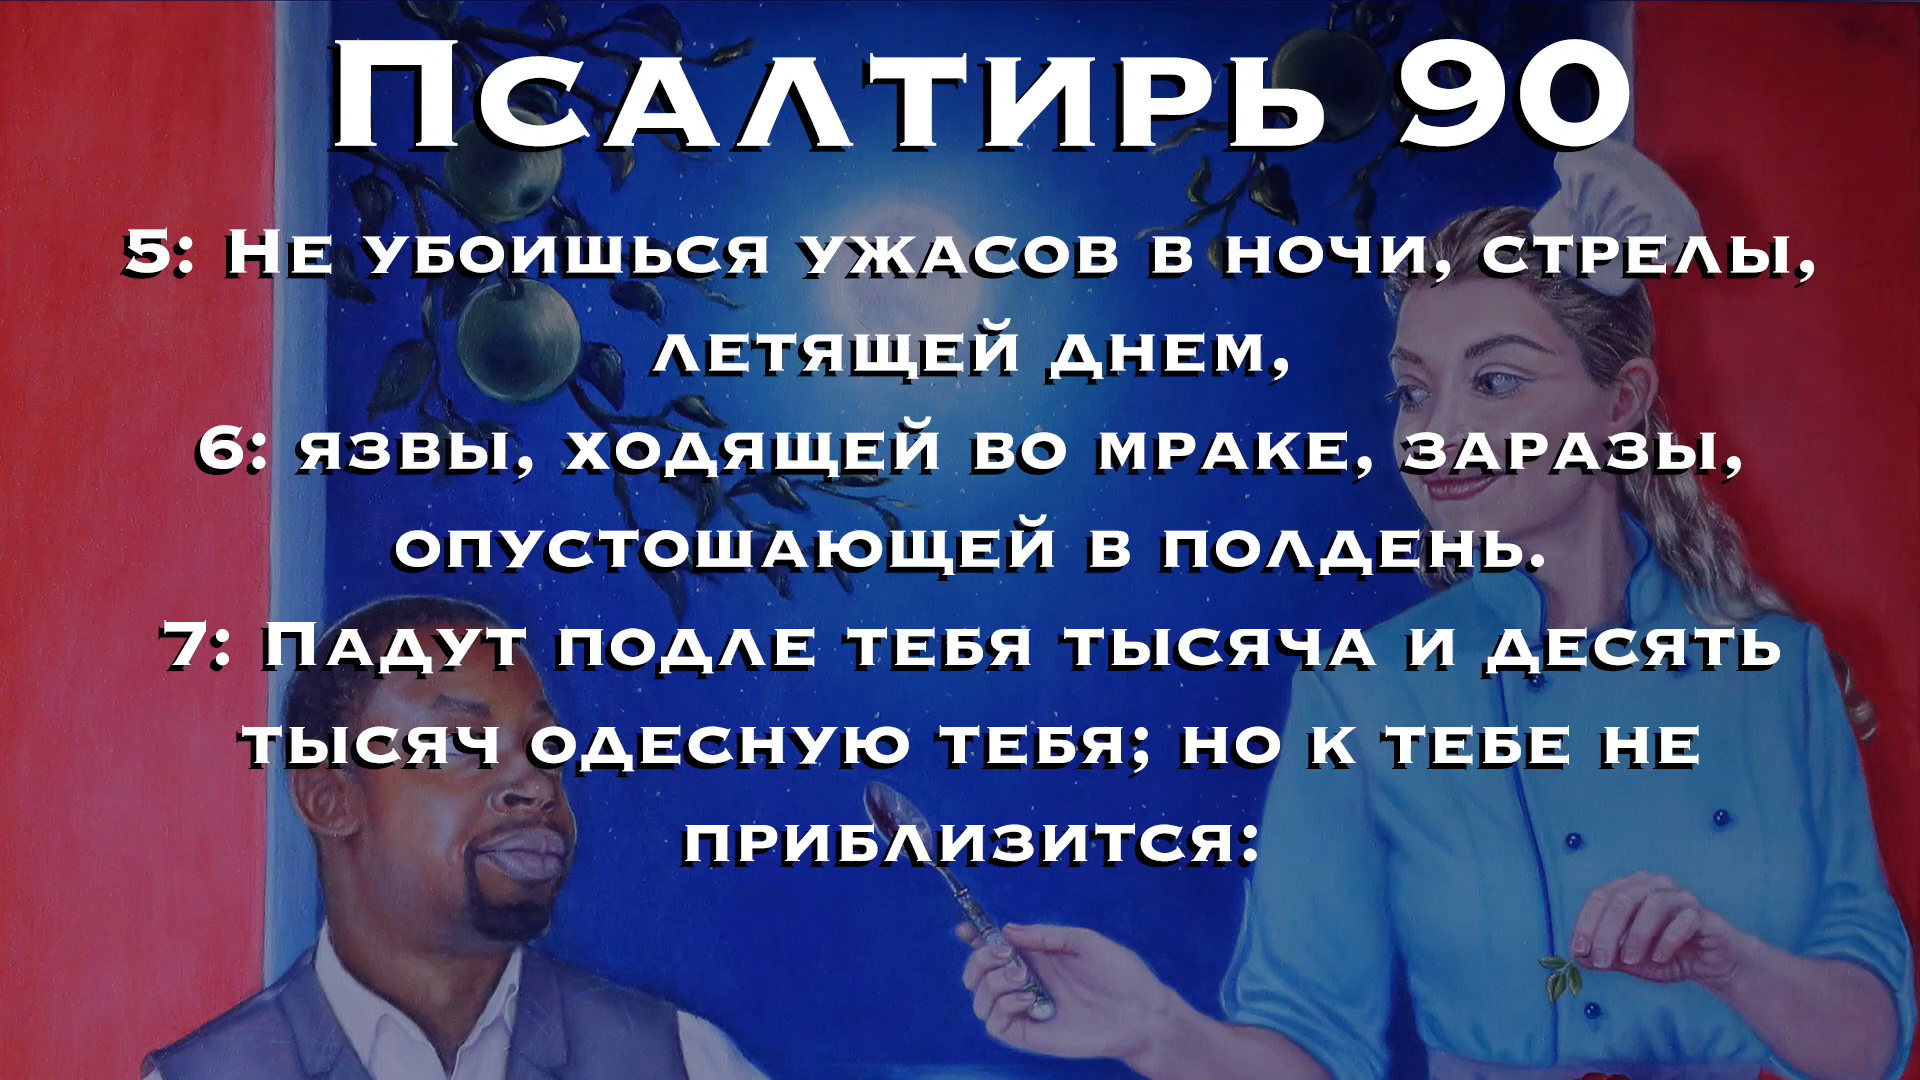 Псалтирь 90
5: Не убоишься ужасов в ночи, стрелы,
летящей днем,
6: язвы, ходящей во мраке, заразы,
опустошающей в полдень.
7: Падут подле тебя тысяча и десять
тысяч одесную тебя; но к тебе не
приблизится: